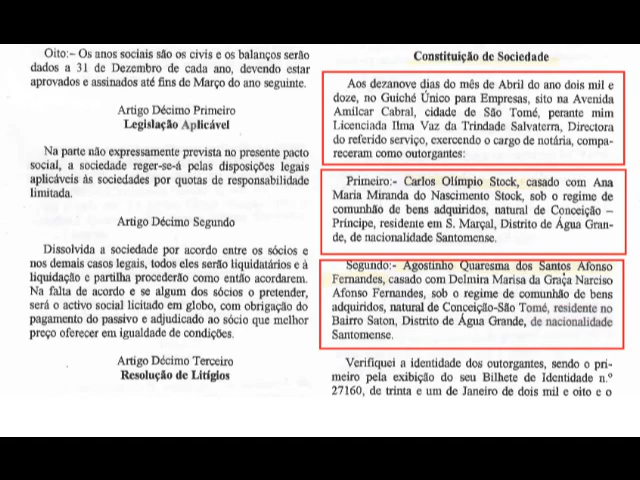 Oito:– Os anos sociais são os civis e os balanços serão
dados a 31 de Dezembro de cada ano, devendo estar
aprovados e assinados até fins de Março do ano seguinte.
Artigo Décimo Primeiro
Legislação Aplicável
Na parte não expressamente prevista no presente pacto
social, a sociedade reger-se-á pelas disposições legais
aplicáveis às sociedades por quotas de responsabilidade
limitada.
Artigo Décimo Segundo
Dissolvida a sociedade por acordo entre os sócios e
nos demais casos legais, todos eles serão liquidatários e à
liquidação e partilha procederão como então acordarem.
Na falta de acordo e se algum dos sócios o pretender,
será o activo social licitado em globo, com obrigação do
pagamento do passivo e adjudicado ao sócio que melhor
preço oferecer em igualdade de condições.
Artigo Décimo Terceiro
Resolução de Litígios
Constituição de Sociedade
Aos dezanove dias do mês de Abril do ano dois mil e
doze, no Guiché Único para Empresas, sito na Avenida
Amílcar Cabral, cidade de São Tomé, perante mim
Licenciada Ilma Vaz da Trindade Salvaterra, Directora
do referido serviço, exercendo o cargo de notária, compa-
receram como outorgantes:
Primeiro:- Carlos Olímpio Stock, casado com Ana
Maria Miranda do Nascimento Stock, sob o regime de
comunhão de bens adquiridos, natural de Conceição –
Príncipe, residente em S. Marçal, Distrito de Água Gran-
de, de nacionalidade Santomense.
Segundo:- Agostinho Quaresma dos Santos Afonso
Fernandes, casado com Delmira Marisa da Graça Narciso
Afonso Fernandes, sob o regime de comunhão de bens
adquiridos, natural de Conceição-São Tomé, residente no
Bairro Saton, Distrito de Água Grande, de nacionalidade
Santomense.
Verifiquei a identidade dos outorgantes, sendo o pri-
meiro pela exibição do seu Bilhete de Identidade n.º
27160, de trinta e um de Janeiro de dois mil e oito e o